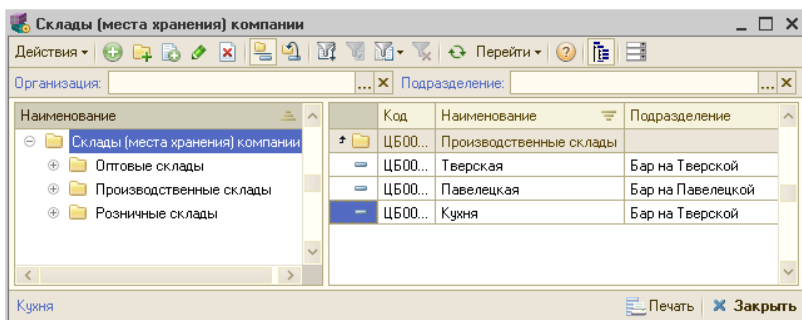 Склады (места хранения) компании
Действия Перейти
Организация: ... Подразделение: ...
Наименование Код Наименование Подразделение
Склады (места хранения) компании ЦБ00... Производственные склады
Оптовые склады ЦБ00... Тверская Бар на Тверской
Производственные склады ЦБ00... Павелецкая Бар на Павелецкой
Розничные склады ЦБ00... Кухня Бар на Тверской
Кухня Печать Закрыть